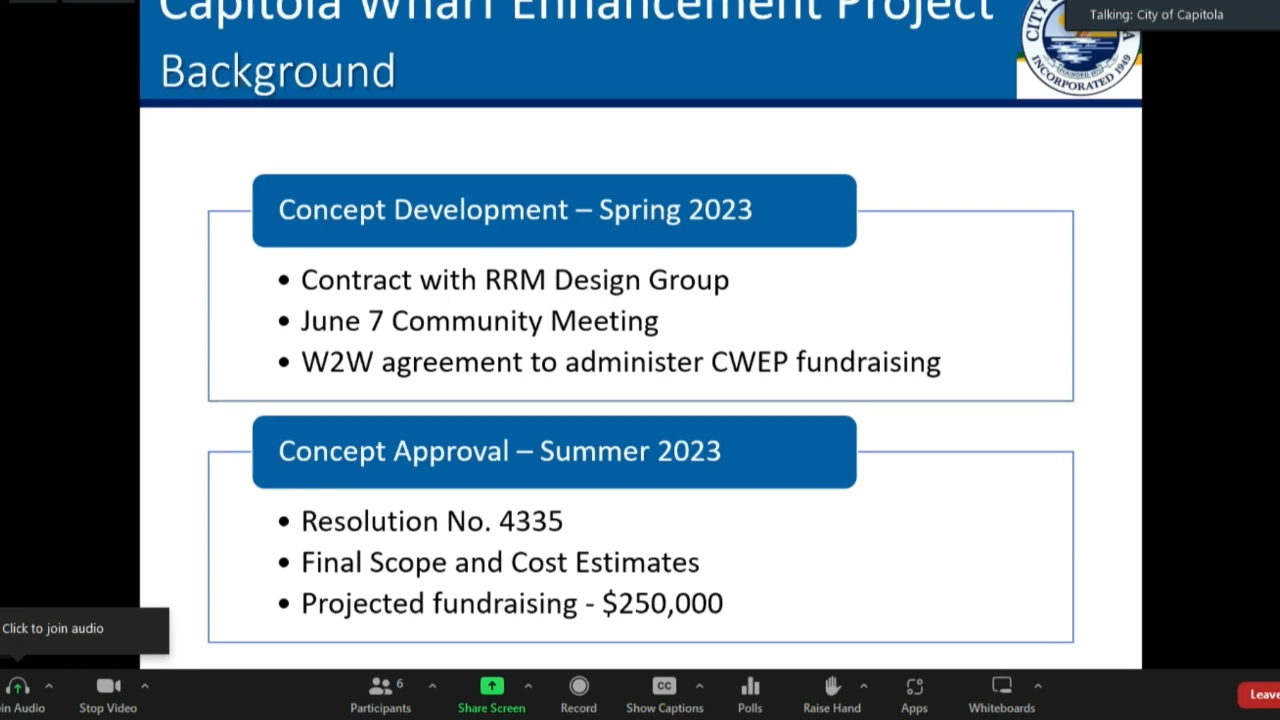 Capitola Wharf Enhancement Project
Talking: City of Capitola
Background
CITY
INCORPORATED 1949
Concept Development – Spring 2023
• Contract with RRM Design Group
• June 7 Community Meeting
• W2W agreement to administer CWEP fundraising
Concept Approval – Summer 2023
• Resolution No. 4335
• Final Scope and Cost Estimates
• Projected fundraising - $250,000
Click to join audio
in Audio
Stop Video
6
Participants
Share Screen
Record
CC
Show Captions
Polls
Raise Hand
Apps
Whiteboards
Leave